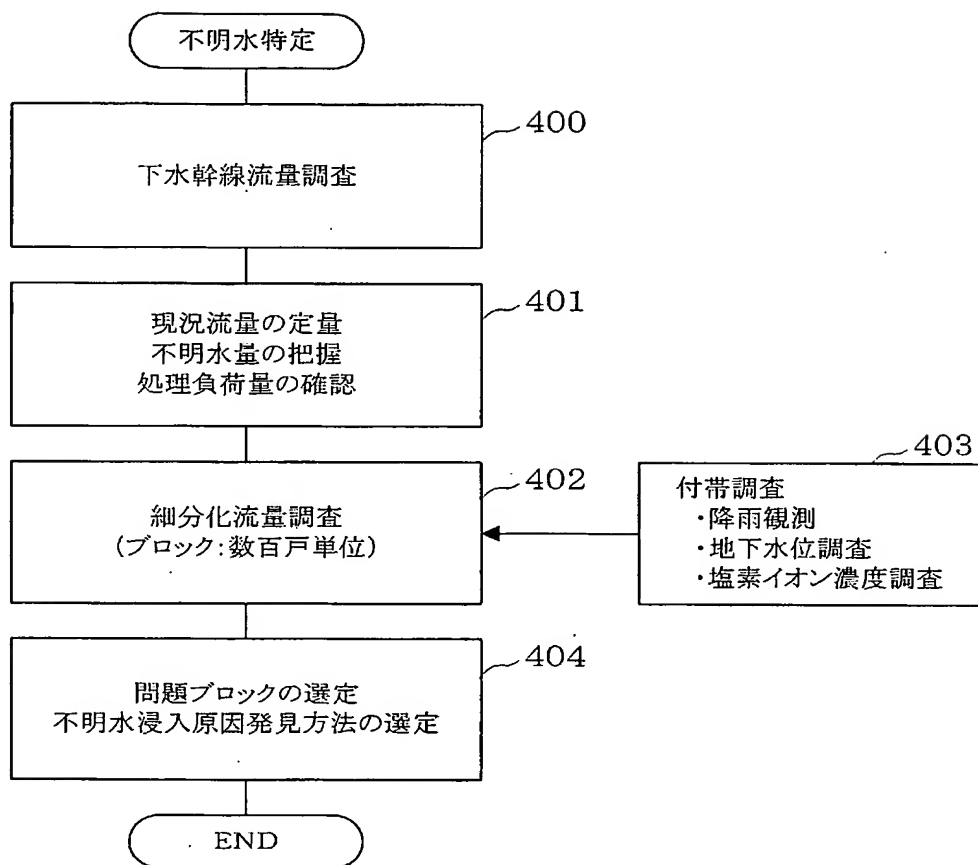 不明水特定
400
下水幹線流量調査
401
現況流量の定量
不明水量の把握
処理負荷量の確認
402
細分化流量調査
(ブロック:数百戸単位)
403
付帯調査
・降雨観測
・地下水位調査
・塩素イオン濃度調査
404
問題ブロックの選定
不明水浸入原因発見方法の選定
END